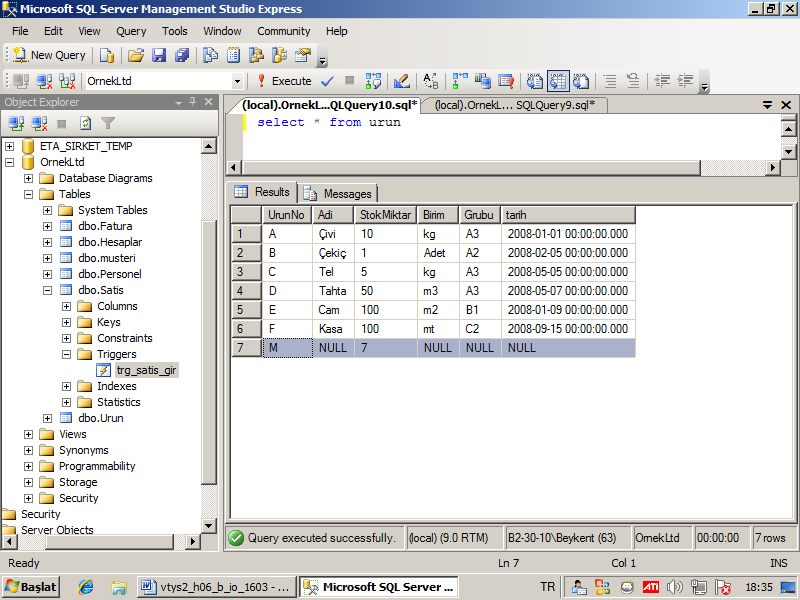 Microsoft SQL Server Management Studio Express
File Edit View Query Tools Window Community Help
New Query
OrnekLtd Execute
Object Explorer
ETA_SIRKET_TEMP
OrnekLtd
Database Diagrams
Tables
System Tables
dbo.Fatura
dbo.Hesaplar
dbo.musteri
dbo.Personel
dbo.Satis
Columns
Keys
Constraints
Triggers
trg_satis_gir
Indexes
Statistics
dbo.Urun
Views
Synonyms
Programmability
Storage
Security
Security
Server Objects
(local).OrnekL...QLQuery10.sql* (local).OrnekL... SQLQuery9.sql*
select * from urun
Results Messages
UrunNo Adi StokMiktar Birim Grubu tarih
1 A Çivi 10 kg A3 2008-01-01 00:00:00.000
2 B Çekiç 1 Adet A2 2008-02-05 00:00:00.000
3 C Tel 5 kg A3 2008-05-05 00:00:00.000
4 D Tahta 50 m3 A3 2008-05-07 00:00:00.000
5 E Cam 100 m2 B1 2008-01-09 00:00:00.000
6 F Kasa 100 mt C2 2008-09-15 00:00:00.000
7 M NULL 7 NULL NULL NULL
Query executed successfully. (local) (9.0 RTM) B2-30-10\Beykent (63) OrnekLtd 00:00:00 7 rows
Ready Ln 7 Col 1 INS
Başlat vtys2_h06_b_io_1603 - ... Microsoft SQL Server ... TR ATI 18:35